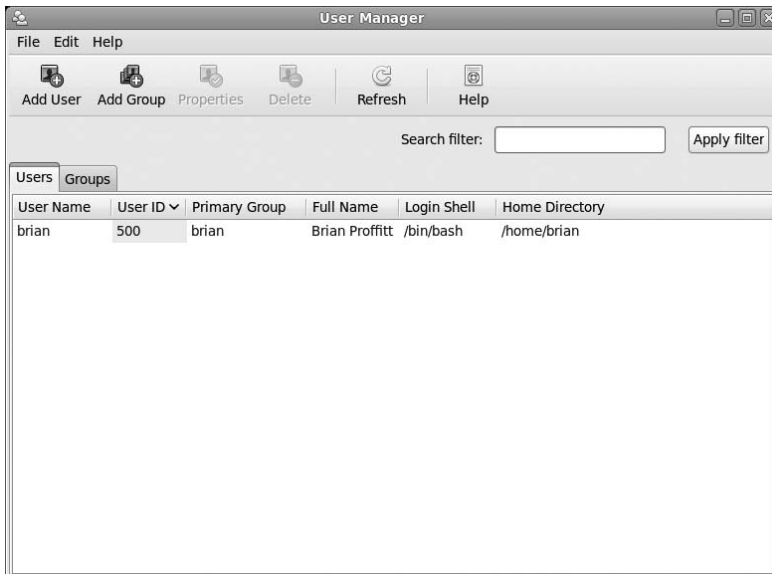 User Manager
File Edit Help
Add User Add Group Properties Delete Refresh Help
Search filter: Apply filter
Users Groups
User Name User ID Primary Group Full Name Login Shell Home Directory
brian 500 brian Brian Proffitt /bin/bash /home/brian